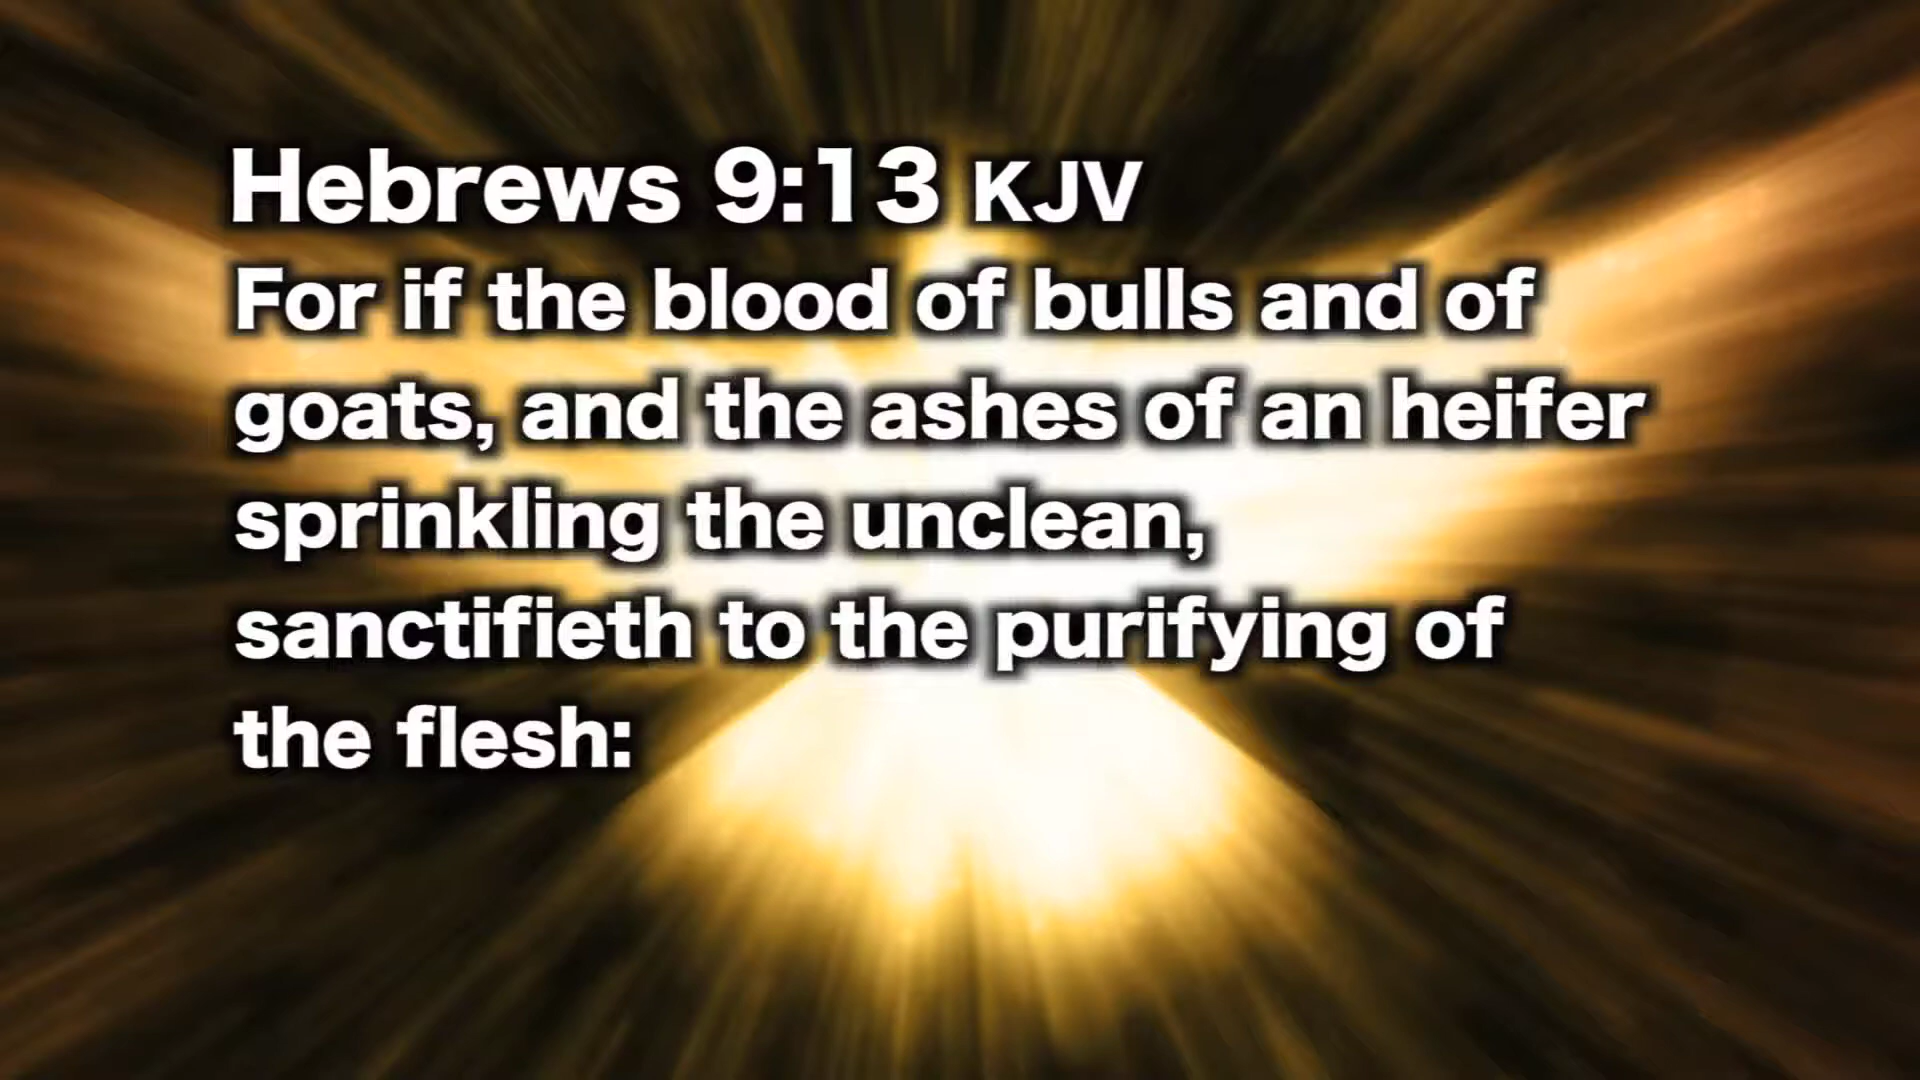 Hebrews 9:13 KJV
For if the blood of bulls and of
goats, and the ashes of an heifer
sprinkling the unclean,
sanctifieth to the purifying of
the flesh: